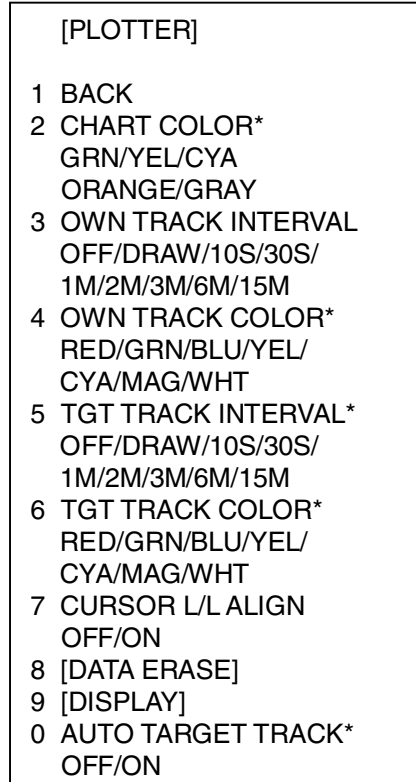 [PLOTTER]
1 BACK
2 CHART COLOR*
GRN/YEL/CYA
ORANGE/GRAY
3 OWN TRACK INTERVAL
OFF/DRAW/10S/30S/
1M/2M/3M/6M/15M
4 OWN TRACK COLOR*
RED/GRN/BLU/YEL/
CYA/MAG/WHT
5 TGT TRACK INTERVAL*
OFF/DRAW/10S/30S/
1M/2M/3M/6M/15M
6 TGT TRACK COLOR*
RED/GRN/BLU/YEL/
CYA/MAG/WHT
7 CURSOR L/L ALIGN
OFF/ON
8 [DATA ERASE]
9 [DISPLAY]
0 AUTO TARGET TRACK*
OFF/ON